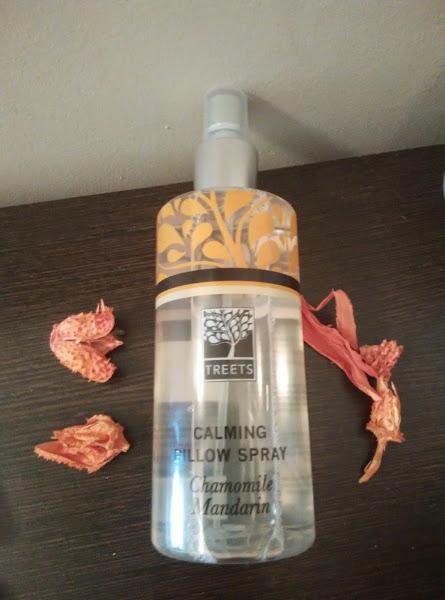 TREETS
CALMING
PILLOW SPRAY
Chamomile
Mandarin